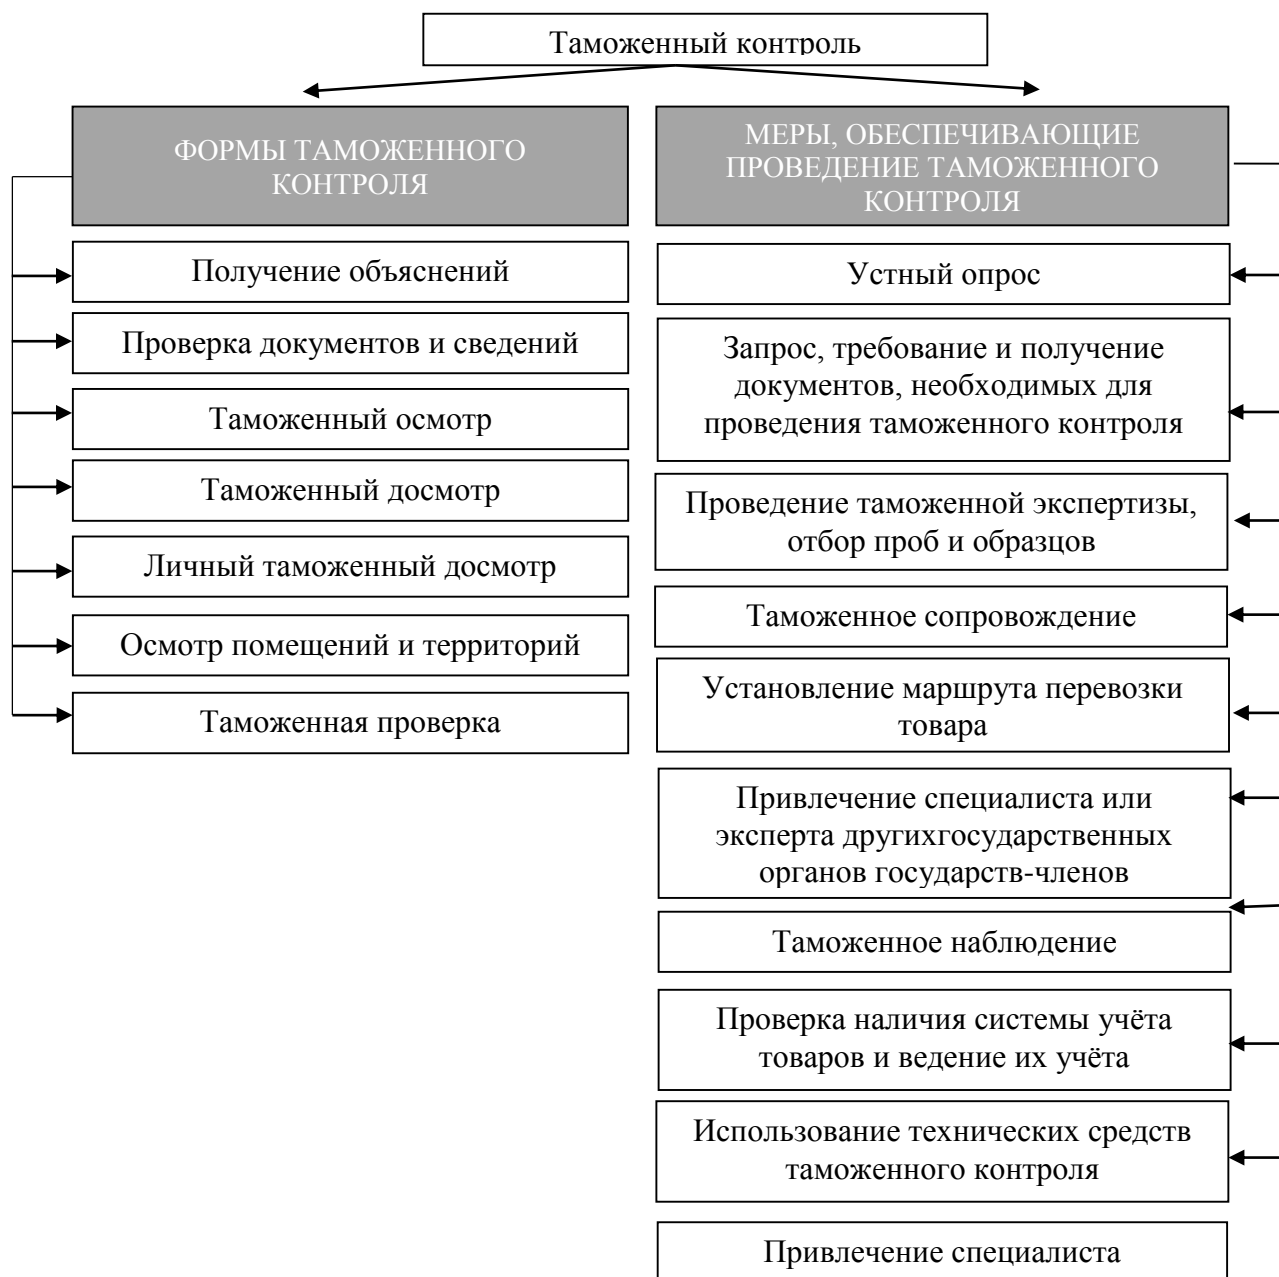 Таможенный контроль
ФОРМЫ ТАМОЖЕННОГО
КОНТРОЛЯ
Получение объяснений
Проверка документов и сведений
Таможенный осмотр
Таможенный досмотр
Личный таможенный досмотр
Осмотр помещений и территорий
Таможенная проверка
МЕРЫ, ОБЕСПЕЧИВАЮЩИЕ
ПРОВЕДЕНИЕ ТАМОЖЕННОГО
КОНТРОЛЯ
Устный опрос
Запрос, требование и получение
документов, необходимых для
проведения таможенного контроля
Проведение таможенной экспертизы,
отбор проб и образцов
Таможенное сопровождение
Установление маршрута перевозки
товара
Привлечение специалиста или
эксперта другихгосударственных
органов государств-членов
Таможенное наблюдение
Проверка наличия системы учёта
товаров и ведение их учёта
Использование технических средств
таможенного контроля
Привлечение специалиста